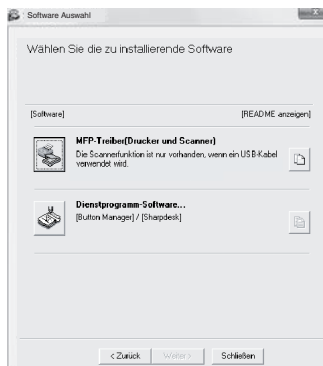 Software Auswahl
Wählen Sie die zu installierende Software
[Software] [README anzeigen]
MFP-Treiber(Drucker und Scanner)
Die Scannerfunktion ist nur vorhanden, wenn ein USB-Kabel
verwendet wird.
Dienstprogramm-Software...
[Button Manager] / [Sharpdesk]
< Zurück Weiter > Schließen